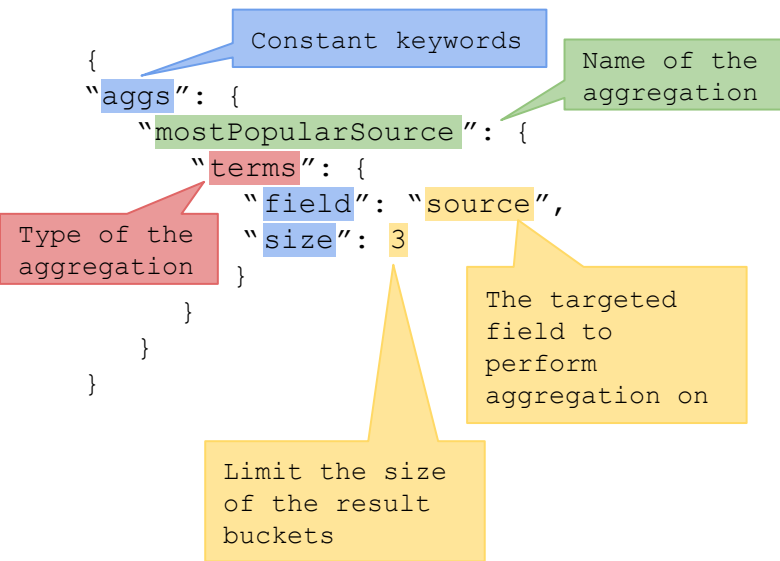 Constant keywords
{
Name of the
aggregation
“aggs”: {
“mostPopularSource”: {
“terms”: {
“field”: “source”,
Type of the
aggregation
“size”: 3
}
The targeted
field to
perform
aggregation on
}
}
}
Limit the size
of the result
buckets